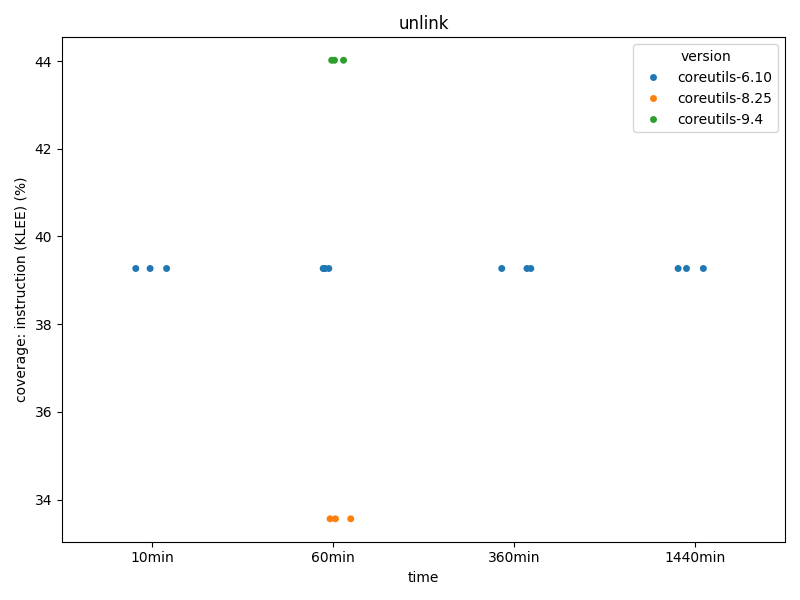 unlink
version
coreutils-6.10
coreutils-8.25
coreutils-9.4
coverage: instruction (KLEE) (%)
44
42
40
38
36
34
10min
60min
360min
1440min
time